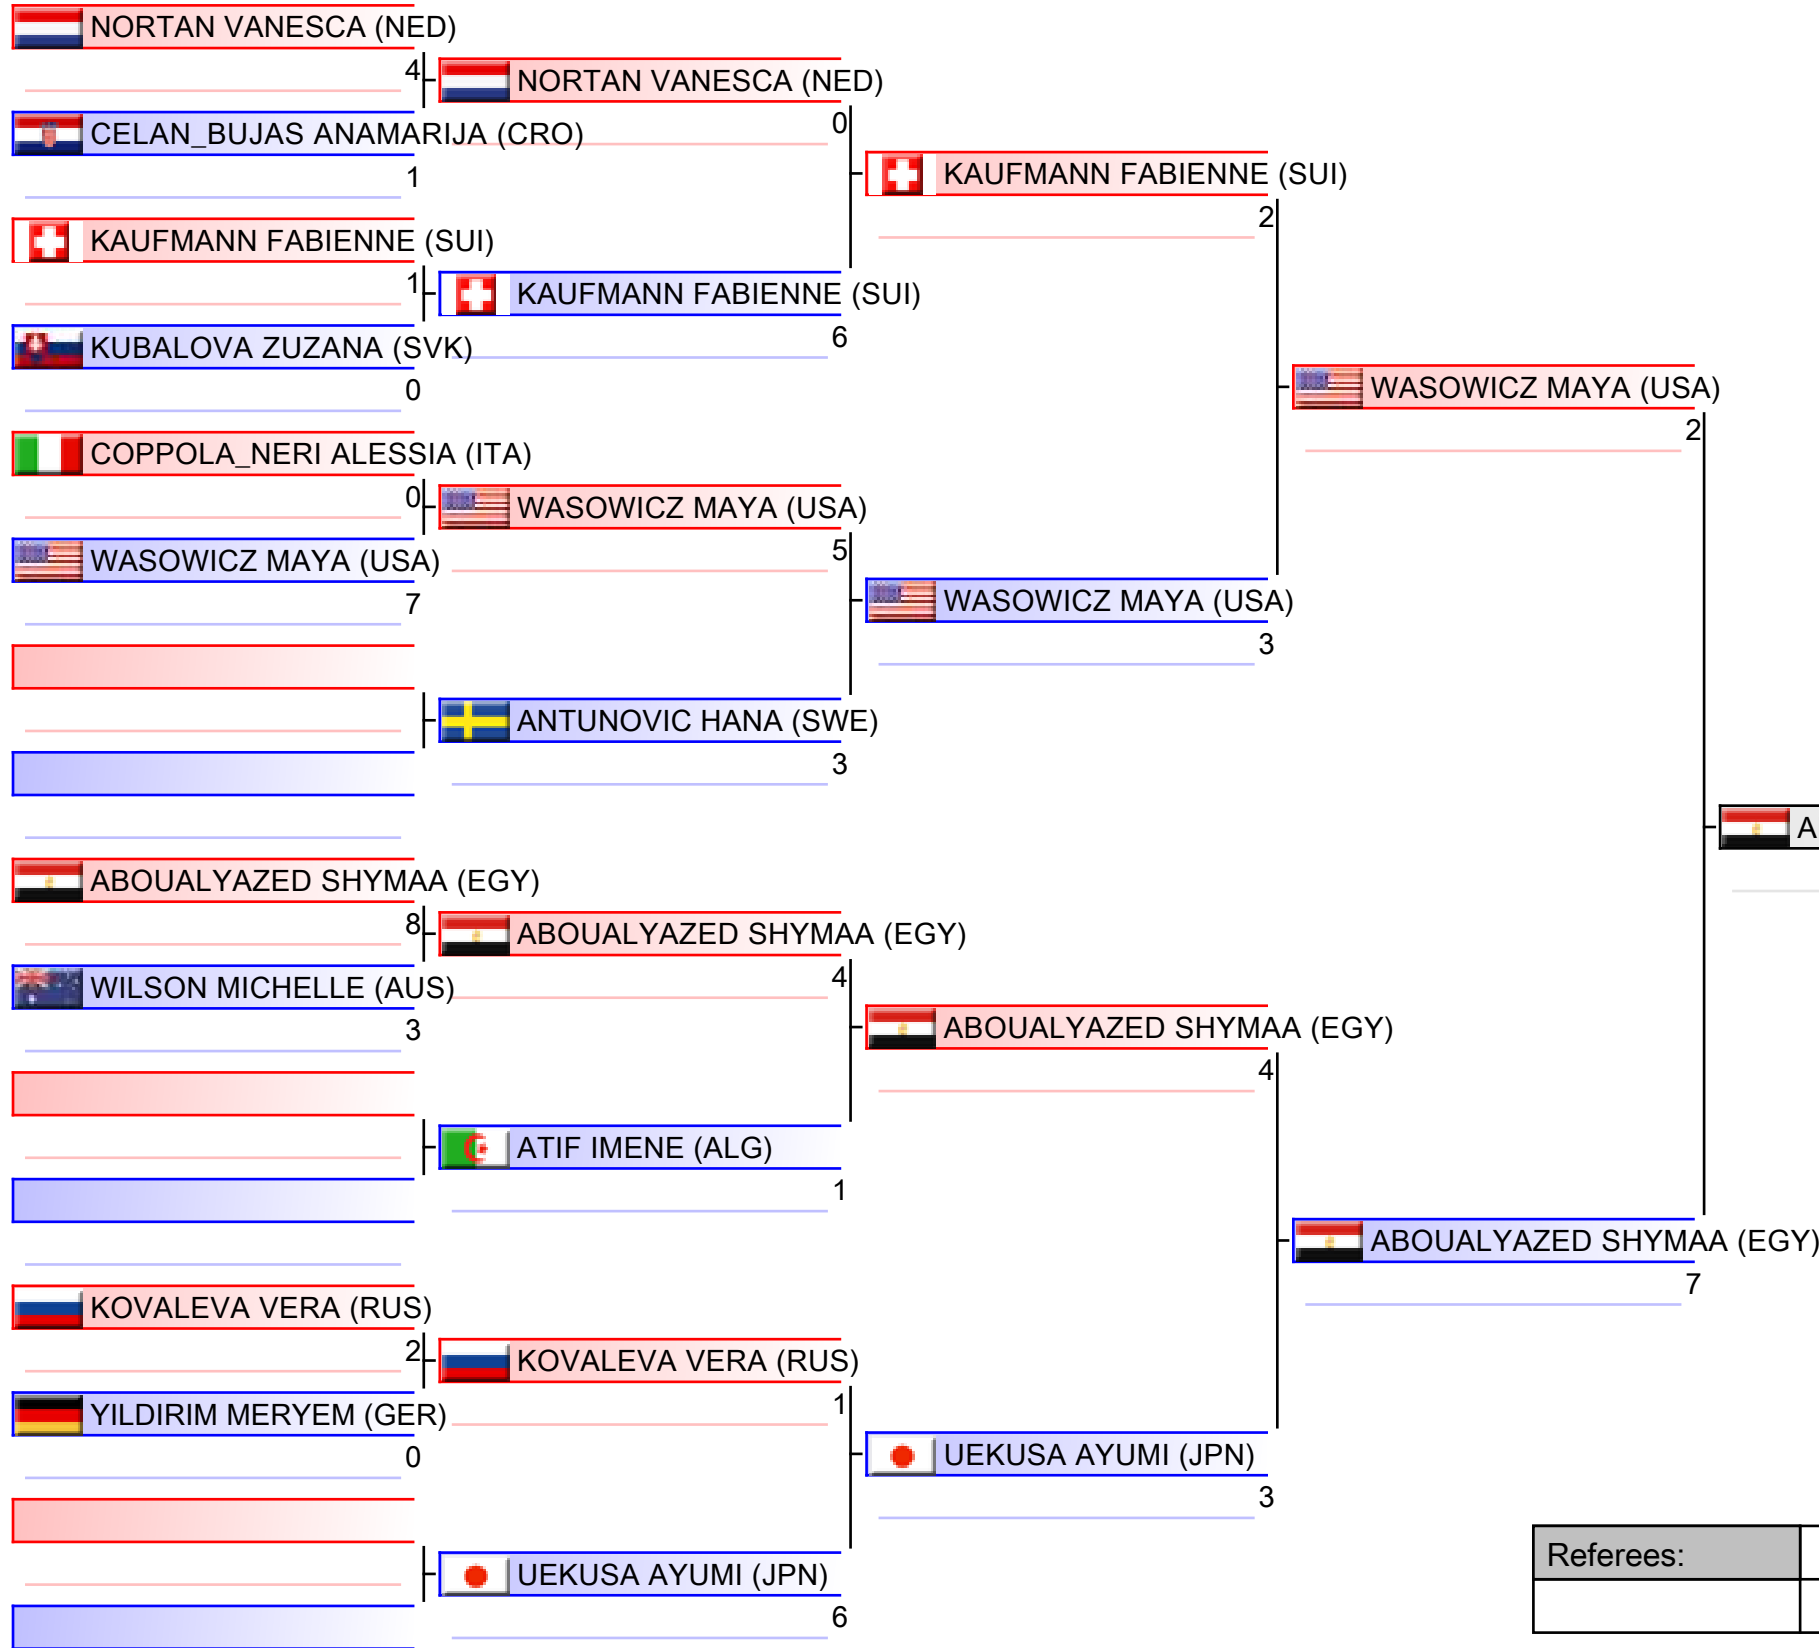 NORTAN VANESCA (NED)
4
CELAN_BUJAS ANAMARIJA (CRO)
1
KAUFMANN FABIENNE (SUI)
1
KUBALOVA ZUZANA (SVK)
0
COPPOLA_NERI ALESSIA (ITA)
0
WASOWICZ MAYA (USA)
7
ABOUALYAZED SHYMAA (EGY)
8
WILSON MICHELLE (AUS)
3
KOVALEVA VERA (RUS)
2
YILDIRIM MERYEM (GER)
0
NORTAN VANESCA (NED)
0
KAUFMANN FABIENNE (SUI)
6
WASOWICZ MAYA (USA)
5
ANTUNOVIC HANA (SWE)
3
ABOUALYAZED SHYMAA (EGY)
4
ATIF IMENE (ALG)
1
KOVALEVA VERA (RUS)
1
UEKUSA AYUMI (JPN)
6
KAUFMANN FABIENNE (SUI)
2
WASOWICZ MAYA (USA)
3
ABOUALYAZED SHYMAA (EGY)
4
UEKUSA AYUMI (JPN)
3
WASOWICZ MAYA (USA)
2
ABOUALYAZED SHYMAA (EGY)
7
A
Referees: